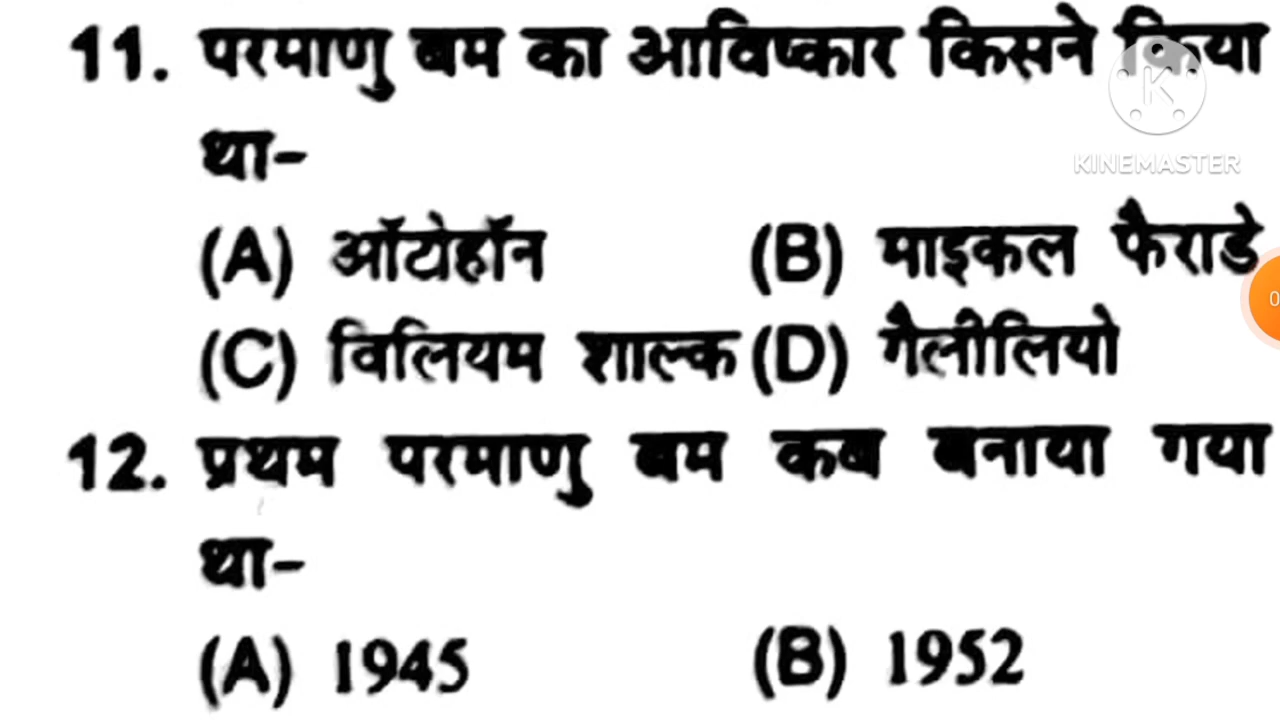 11. परमाणु बम का आविष्कार किसने किया
था-
(A) ऑटोहॉन (B) माइकल फैराडे
(C) विलियम शाल्क (D) गैलीलियो
12. प्रथम परमाणु बम कब बनाया गया
था-
(A) 1945 (B) 1952
KINEMASTER